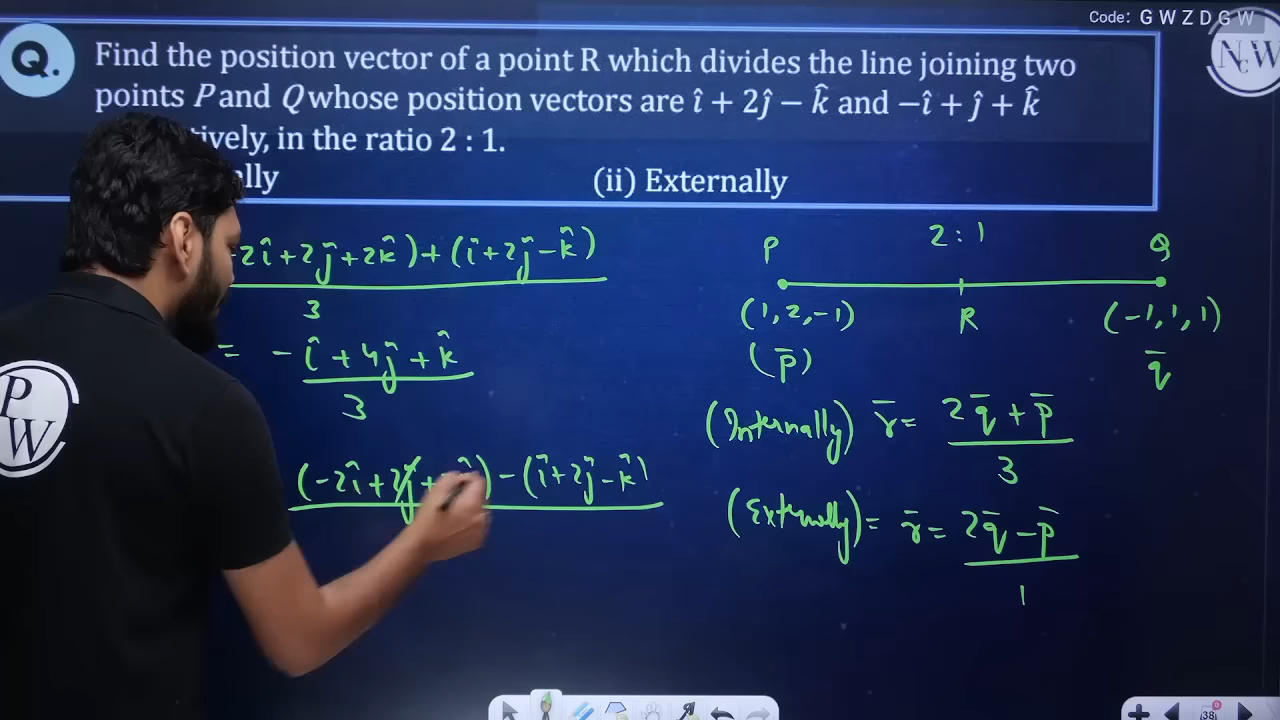 Code: G W Z D G W
Q.
Find the position vector of a point R which divides the line joining two
points P and Q whose position vectors are î + 2ĵ − k̂ and −î + ĵ + k̂
tively, in the ratio 2 : 1.
lly (ii) Externally
2î + 2ĵ + 2k̂) + (î + 2ĵ − k̂)
3
= − î + 4ĵ + k̂
3
(−2î + 2ĵ + ) − (î + 2ĵ − k̂)
P 2 : 1 Q
(1, 2, −1) R (−1, 1, 1)
(p̄) q̄
(Internally) r̄ = 2q̄ + p̄
3
(Externally) = r̄ = 2q̄ − p̄
1
PW
38